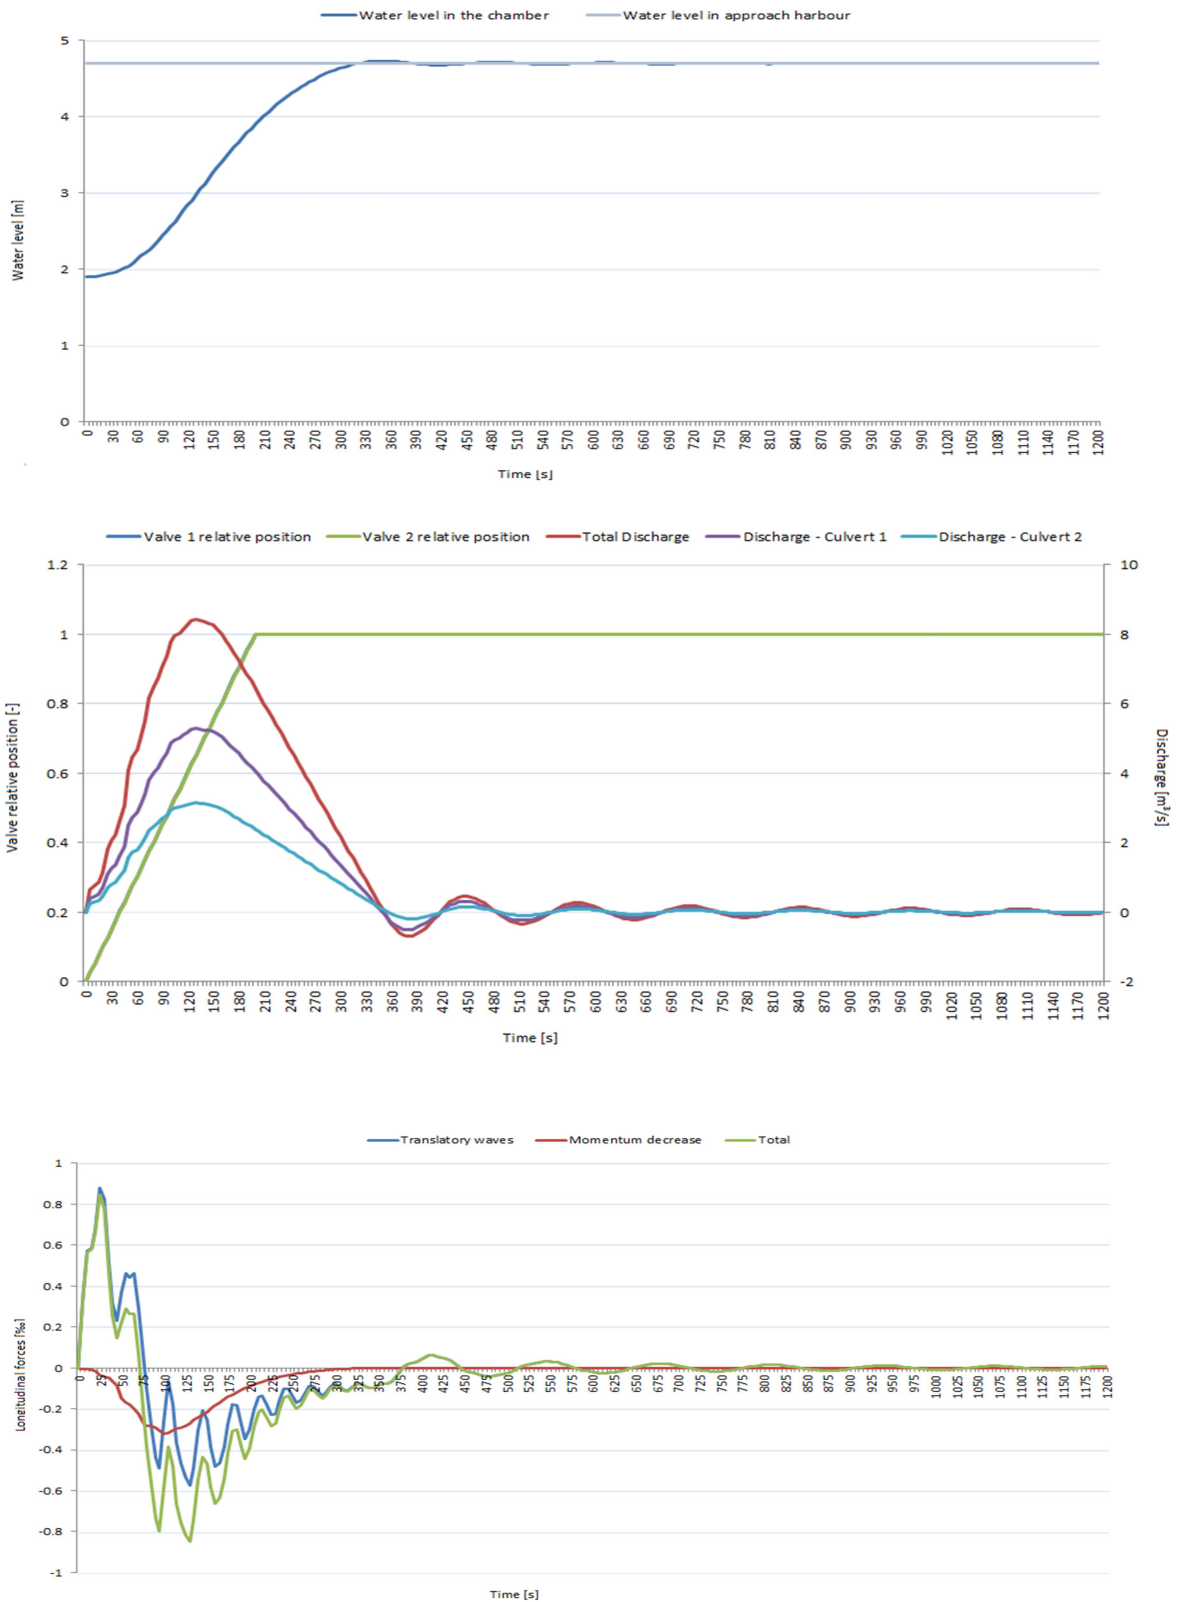 Water level in the chamber Water level in approach harbour
5
4
3
2
1
0
Water level [m]
0 30 60 90 120 150 180 210 240 270 300 330 360 390 420 450 480 510 540 570 600 630 660 690 720 750 780 810 840 870 900 930 960 990 1020 1050 1080 1110 1140 1170 1200
Time [s]
Valve 1 relative position Valve 2 relative position Total Discharge Discharge - Culvert 1 Discharge - Culvert 2
1.2
1
0.8
0.6
0.4
0.2
0
Valve relative position [-]
10
8
6
4
2
0
-2
Discharge [m³/s]
0 30 60 90 120 150 180 210 240 270 300 330 360 390 420 450 480 510 540 570 600 630 660 690 720 750 780 810 840 870 900 930 960 990 1020 1050 1080 1110 1140 1170 1200
Time [s]
Translatory waves Momentum decrease Total
1
0.8
0.6
0.4
0.2
0
-0.2
-0.4
-0.6
-0.8
-1
Longitudinal forces [‰]
0 25 50 75 100 125 150 175 200 225 250 275 300 325 350 375 400 425 450 475 500 525 550 575 600 625 650 675 700 725 750 775 800 825 850 875 900 925 950 975 1000 1025 1050 1075 1100 1125 1150 1175 1200
Time [s]